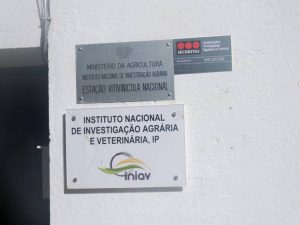 MINISTÉRIO DA AGRICULTURA
INSTITUTO NACIONAL DE INVESTIGAÇÃO AGRÁRIA
ESTAÇÃO VITIVINÍCOLA NACIONAL
SECURITAS
INSTITUTO NACIONAL
DE INVESTIGAÇÃO AGRÁRIA
E VETERINÁRIA, IP
iniav